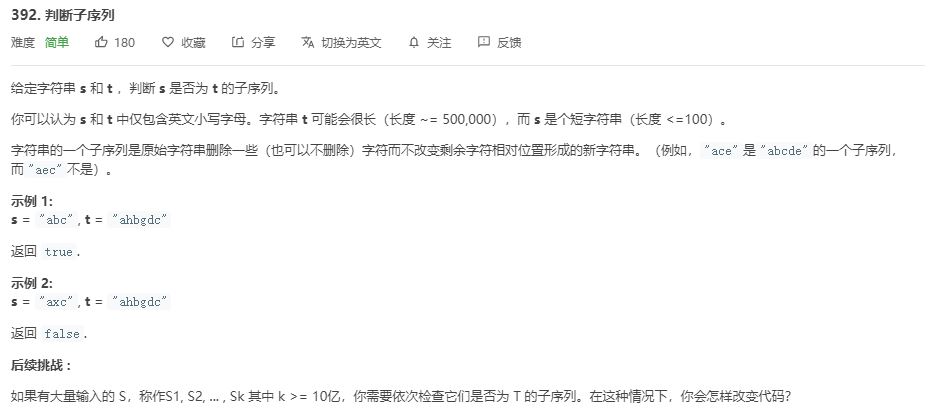 392. 判断子序列
难度 简单 180 收藏 分享 切换为英文 关注 反馈
给定字符串 s 和 t ，判断 s 是否为 t 的子序列。
你可以认为 s 和 t 中仅包含英文小写字母。字符串 t 可能会很长（长度 ~= 500,000），而 s 是个短字符串（长度 <=100）。
字符串的一个子序列是原始字符串删除一些（也可以不删除）字符而不改变剩余字符相对位置形成的新字符串。（例如，"ace"是"abcde"的一个子序列，
而"aec"不是）。
示例 1:
s = "abc", t = "ahbgdc"
返回 true.
示例 2:
s = "axc", t = "ahbgdc"
返回 false.
后续挑战 :
如果有大量输入的 S，称作S1, S2, ... , Sk 其中 k >= 10亿，你需要依次检查它们是否为 T 的子序列。在这种情况下，你会怎样改变代码？